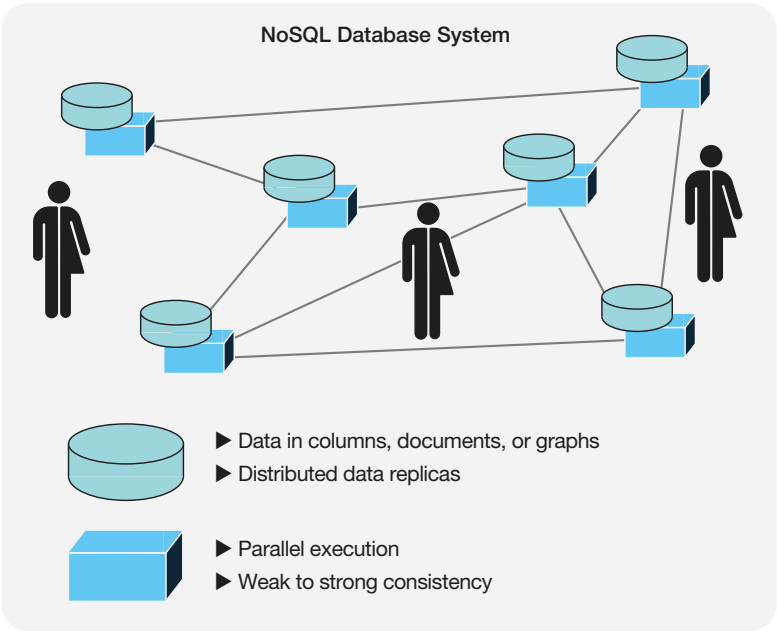 NoSQL Database System
▶ Data in columns, documents, or graphs
▶ Distributed data replicas
▶ Parallel execution
▶ Weak to strong consistency